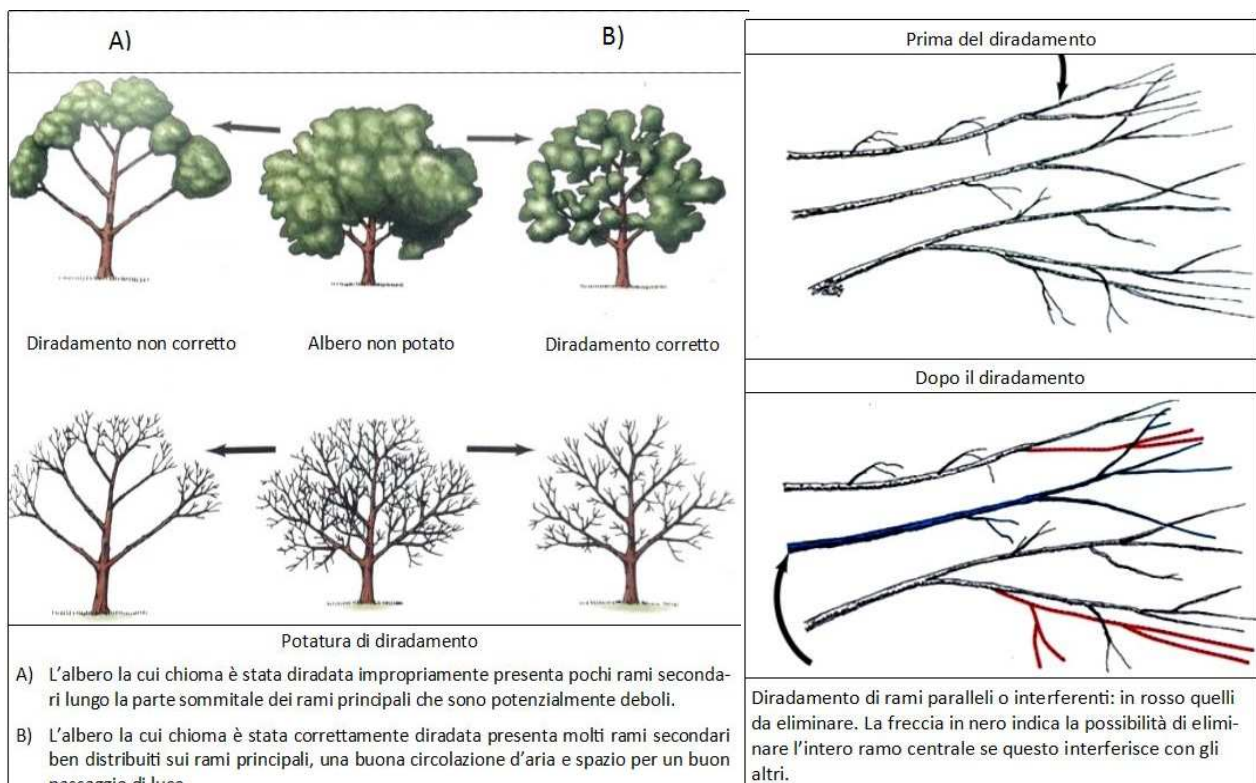 A)
B)
Diradamento non corretto
Albero non potato
Diradamento corretto
Potatura di diradamento
A) L'albero la cui chioma è stata diradata impropriamente presenta pochi rami seconda-
ri lungo la parte sommitale dei rami principali che sono potenzialmente deboli.
B) L'albero la cui chioma è stata correttamente diradata presenta molti rami secondari
ben distribuiti sui rami principali, una buona circolazione d'aria e spazio per un buon
passaggio di luce
Prima del diradamento
Dopo il diradamento
Diradamento di rami paralleli o interferenti: in rosso quelli
da eliminare. La freccia in nero indica la possibilità di elimi-
nare l'intero ramo centrale se questo interferisce con gli
altri.